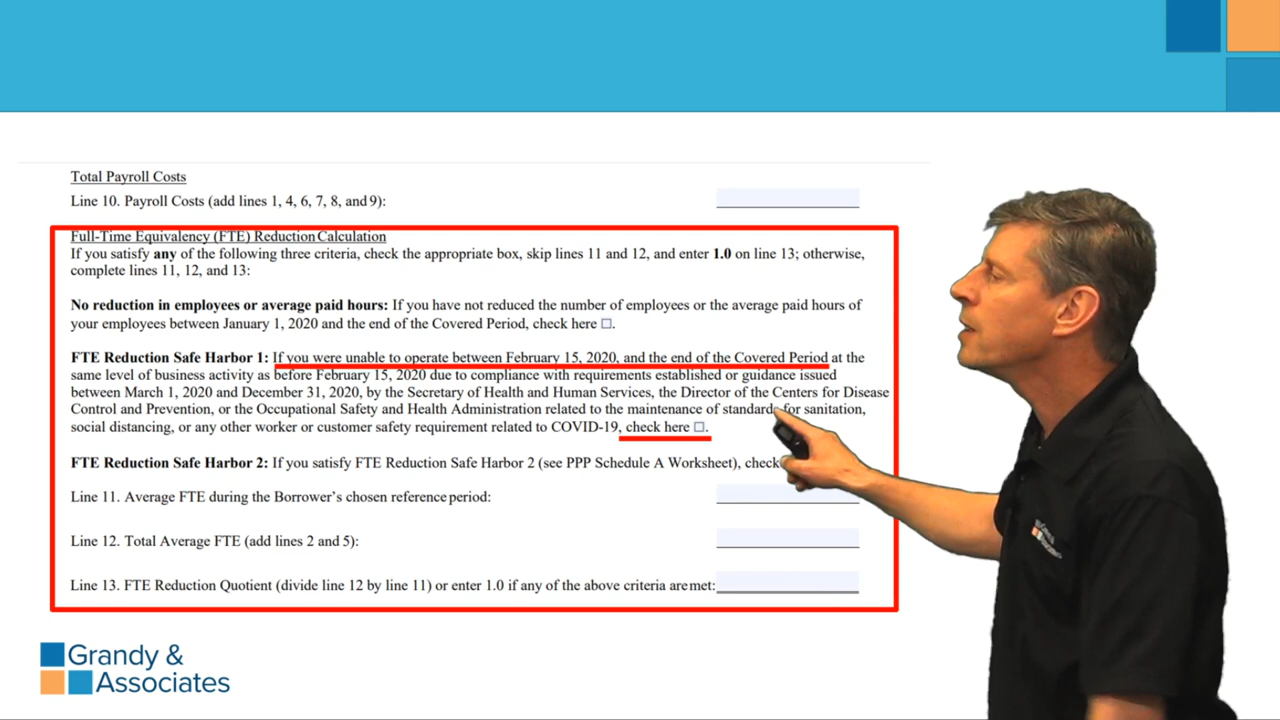 Total Payroll Costs
Line 10. Payroll Costs (add lines 1, 4, 6, 7, 8, and 9):
Full-Time Equivalency (FTE) Reduction Calculation
If you satisfy any of the following three criteria, check the appropriate box, skip lines 11 and 12, and enter 1.0 on line 13; otherwise,
complete lines 11, 12, and 13:
No reduction in employees or average paid hours: If you have not reduced the number of employees or the average paid hours of
your employees between January 1, 2020 and the end of the Covered Period, check here ☐.
FTE Reduction Safe Harbor 1: If you were unable to operate between February 15, 2020, and the end of the Covered Period at the
same level of business activity as before February 15, 2020 due to compliance with requirements established or guidance issued
between March 1, 2020 and December 31, 2020, by the Secretary of Health and Human Services, the Director of the Centers for Disease
Control and Prevention, or the Occupational Safety and Health Administration related to the maintenance of standards for sanitation,
social distancing, or any other worker or customer safety requirement related to COVID-19, check here ☐.
FTE Reduction Safe Harbor 2: If you satisfy FTE Reduction Safe Harbor 2 (see PPP Schedule A Worksheet), check
Line 11. Average FTE during the Borrower's chosen reference period:
Line 12. Total Average FTE (add lines 2 and 5):
Line 13. FTE Reduction Quotient (divide line 12 by line 11) or enter 1.0 if any of the above criteria are met:
Grandy &
Associates